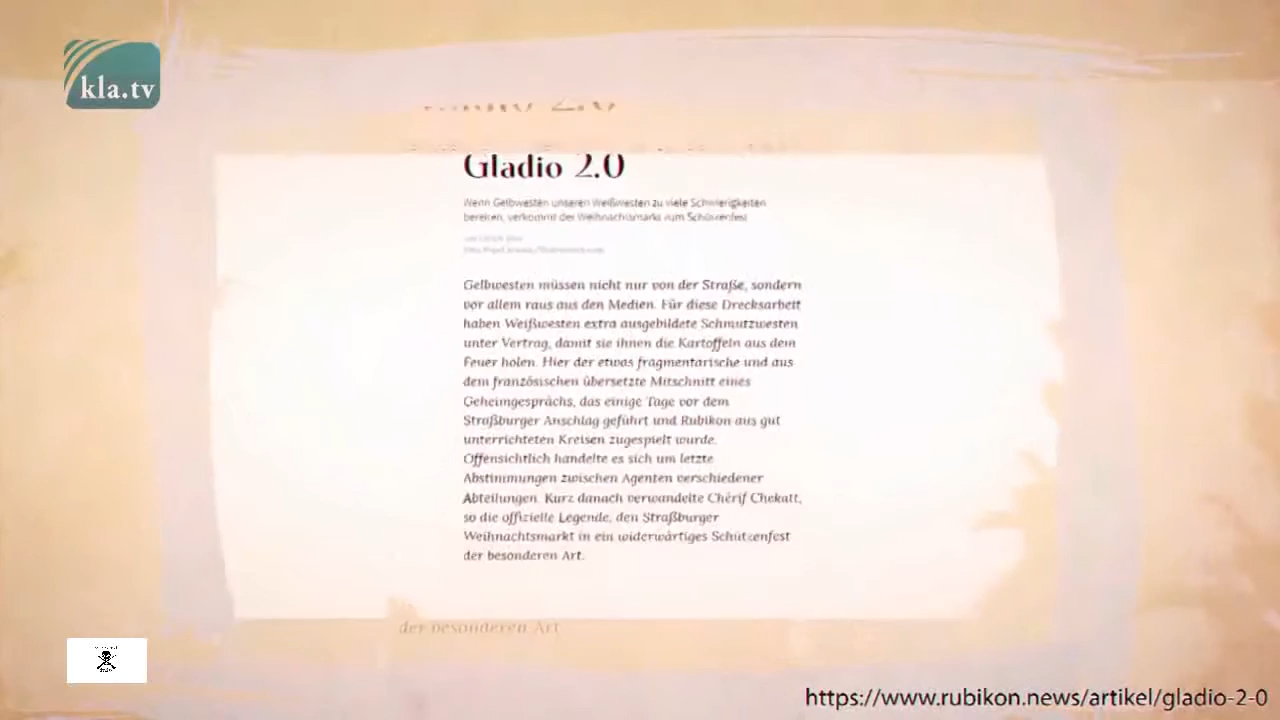 kla.tv
Gladio 2.0
Wenn Gelbwesten unseren Weißwesten zu viele Schwierigkeiten
bereiten, verkommt der Weihnachtsmarkt zum Schützenfest
Gelbwesten müssen nicht nur von der Straße, sondern
vor allem raus aus den Medien. Für diese Drecksarbeit
haben Weißwesten extra ausgebildete Schmutzwesten
unter Vertrag, damit sie ihnen die Kartoffeln aus dem
Feuer holen. Hier der etwas fragmentarische und aus
dem französischen übersetzte Mitschnitt eines
Geheimgesprächs, das einige Tage vor dem
Straßburger Anschlag geführt und Rubikon aus gut
unterrichteten Kreisen zugespielt wurde.
Offensichtlich handelte es sich um letzte
Abstimmungen zwischen Agenten verschiedener
Abteilungen. Kurz danach verwandelte Chérif Chekatt,
so die offizielle Legende, den Straßburger
Weihnachtsmarkt in ein widerwärtiges Schützenfest
der besonderen Art.
der besonderen Art
https://www.rubikon.news/artikel/gladio-2-0